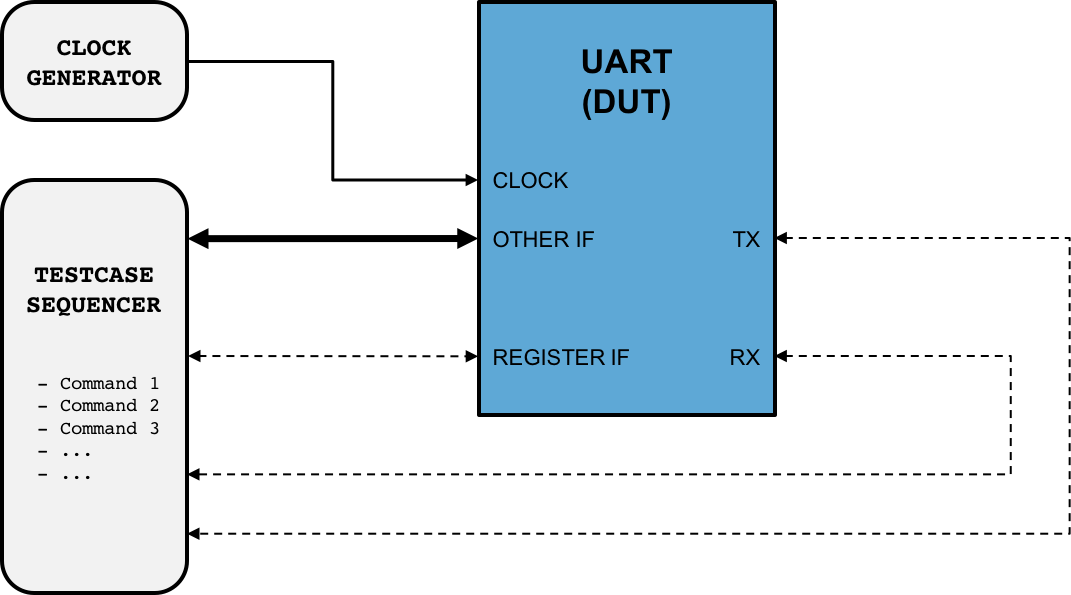 CLOCK
GENERATOR
UART
(DUT)
CLOCK
OTHER IF
TX
REGISTER IF
RX
TESTCASE
SEQUENCER
- Command 1
- Command 2
- Command 3
- ...
- ...